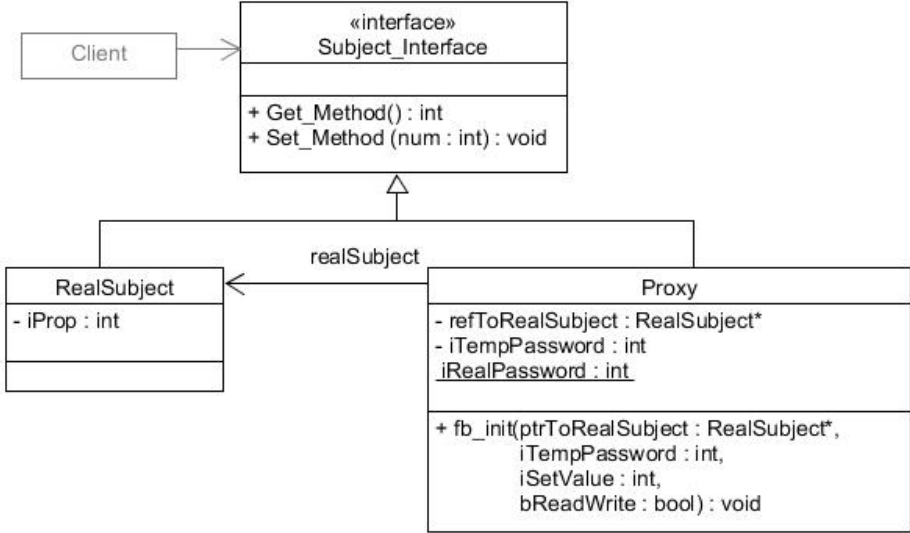 «interface»
Client
Subject_Interface
+ Get_Method() : int
+ Set_Method (num : int) : void
realSubject
RealSubject
Proxy
- iProp : int
- refToRealSubject : RealSubject*
- iTempPassword : int
iRealPassword : int
+ fb_init(ptrToRealSubject : RealSubject*,
iTempPassword : int,
iSetValue : int,
bReadWrite : bool) : void